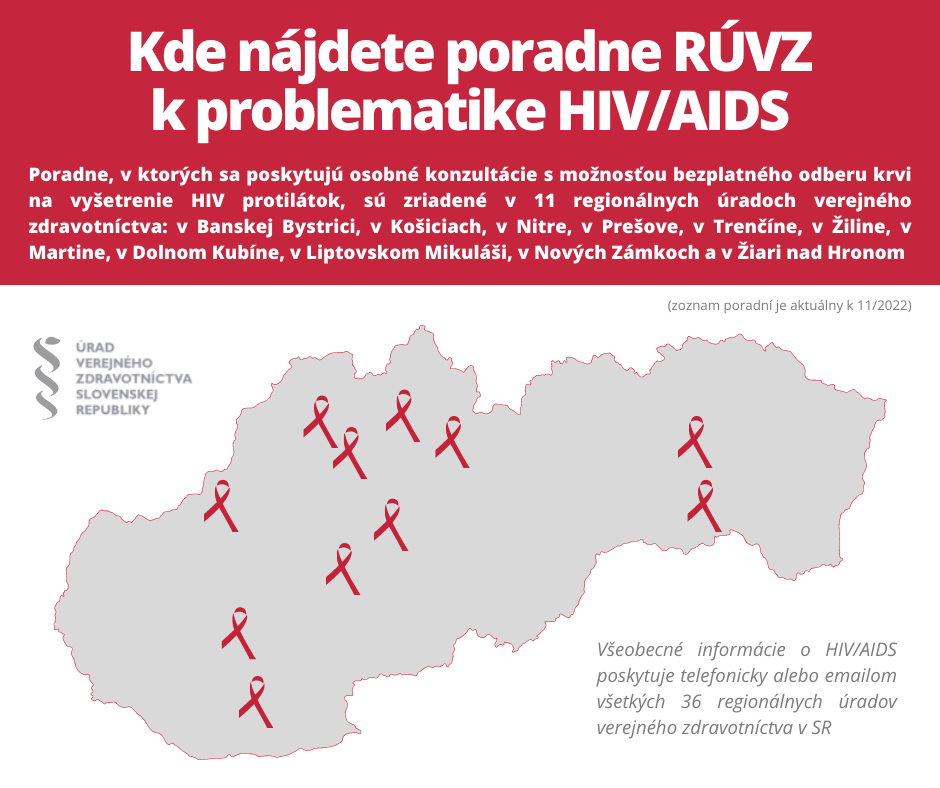 Kde nájdete poradne RÚVZ
k problematike HIV/AIDS
Poradne, v ktorých sa poskytujú osobné konzultácie s možnosťou bezplatného odberu krvi
na vyšetrenie HIV protilátok, sú zriadené v 11 regionálnych úradoch verejného
zdravotníctva: v Banskej Bystrici, v Košiciach, v Nitre, v Prešove, v Trenčíne, v Žiline, v
Martine, v Dolnom Kubíne, v Liptovskom Mikuláši, v Nových Zámkoch a v Žiari nad Hronom
(zoznam poradní je aktuálny k 11/2022)
ÚRAD
VEREJNÉHO
ZDRAVOTNÍCTVA
SLOVENSKEJ
REPUBLIKY
Všeobecné informácie o HIV/AIDS
poskytuje telefonicky alebo emailom
všetkých 36 regionálnych úradov
verejného zdravotníctva v SR